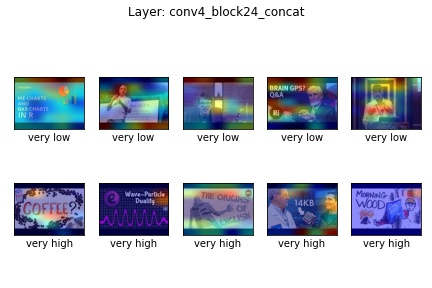 Layer: conv4_block24_concat
PIE CHARTS
AND
BAR CHARTS
IN R
BRAIN GPS?
Q&A
Ri
very low
very low
very low
very low
very low
COFFEE?
Wave-Particle
Duality
THE ORIGINS
OF
ENGLISH
14KB
MORNING
WOOD
very high
very high
very high
very high
very high